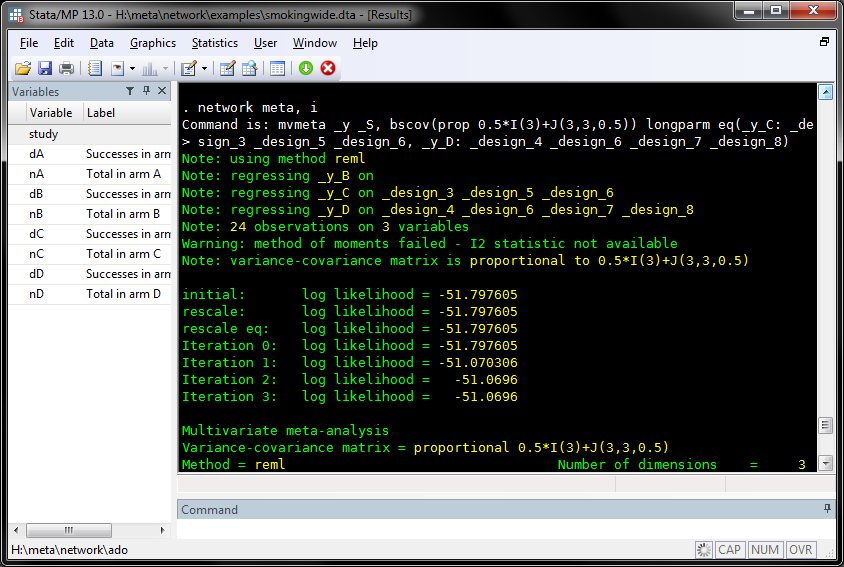 Stata/MP 13.0 - H:\meta\network\examples\smokingwide.dta - [Results]
File Edit Data Graphics Statistics User Window Help
Variables
Variable Label
study
dA Successes in arm
nA Total in arm A
dB Successes in arm
nB Total in arm B
dC Successes in arm
nC Total in arm C
dD Successes in arm
nD Total in arm D
. network meta, i
Command is: mvmeta _y _S, bscov(prop 0.5*I(3)+J(3,3,0.5)) longparm eq(_y_C: _de
> sign_3 _design_5 _design_6, _y_D: _design_4 _design_6 _design_7 _design_8)
Note: using method reml
Note: regressing _y_B on
Note: regressing _y_C on _design_3 _design_5 _design_6
Note: regressing _y_D on _design_4 _design_6 _design_7 _design_8
Note: 24 observations on 3 variables
Warning: method of moments failed - I2 statistic not available
Note: variance-covariance matrix is proportional to 0.5*I(3)+J(3,3,0.5)
initial: log likelihood = -51.797605
rescale: log likelihood = -51.797605
rescale eq: log likelihood = -51.797605
Iteration 0: log likelihood = -51.797605
Iteration 1: log likelihood = -51.070306
Iteration 2: log likelihood = -51.0696
Iteration 3: log likelihood = -51.0696
Multivariate meta-analysis
Variance-covariance matrix = proportional 0.5*I(3)+J(3,3,0.5)
Method = reml Number of dimensions = 3
Command
H:\meta\network\ado
CAP NUM OVR